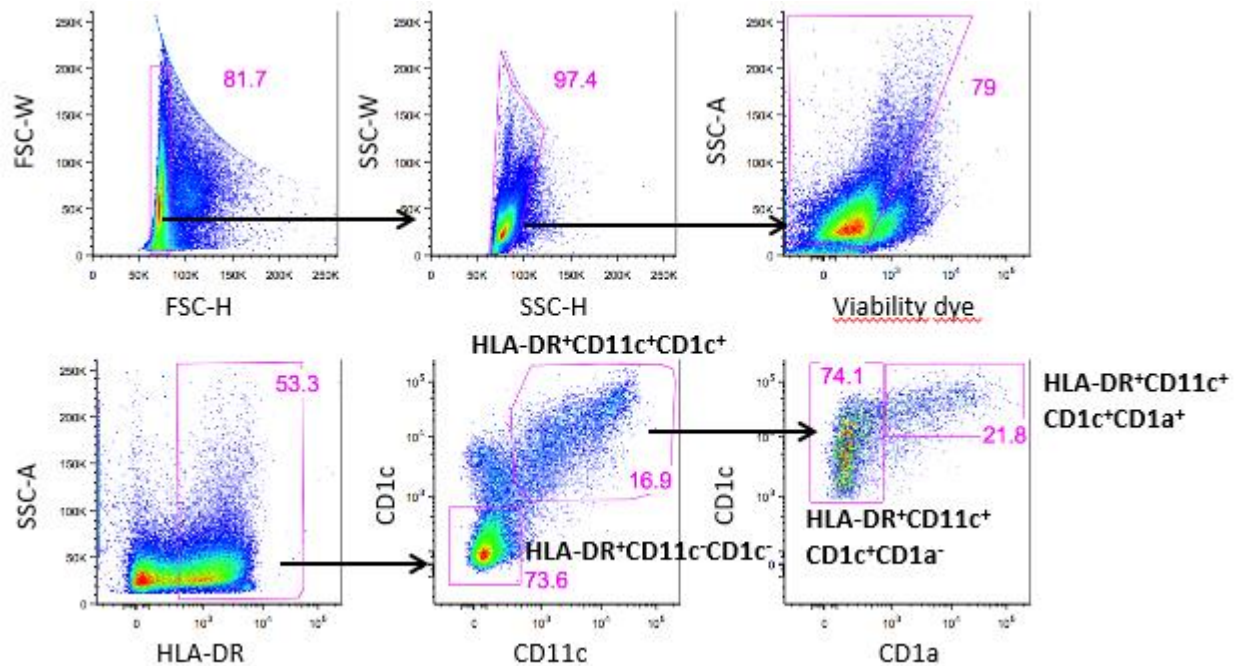 250K
200K
150K
100K
50K
0
FSC-W
81.7
0 50K 100K 150K 200K 250K
FSC-H
250K
200K
150K
100K
50K
0
SSC-W
97.4
0 50K 100K 150K 200K 250K
SSC-H
250K
200K
150K
100K
50K
0
SSC-A
79
0 10³ 10⁴ 10⁵
Viability dye
HLA-DR⁺CD11c⁺CD1c⁺
250K
200K
150K
100K
50K
0
SSC-A
53.3
0 10³ 10⁴ 10⁵
HLA-DR
10⁵
10⁴
10³
0
CD1c
16.9
HLA-DR⁺CD11c⁻CD1c⁻
73.6
0 10³ 10⁴ 10⁵
CD11c
10⁵
10⁴
10³
0
CD1c
74.1
21.8
HLA-DR⁺CD11c⁺
CD1c⁺CD1a⁺
HLA-DR⁺CD11c⁺
CD1c⁺CD1a⁻
0 10³ 10⁴ 10⁵
CD1a